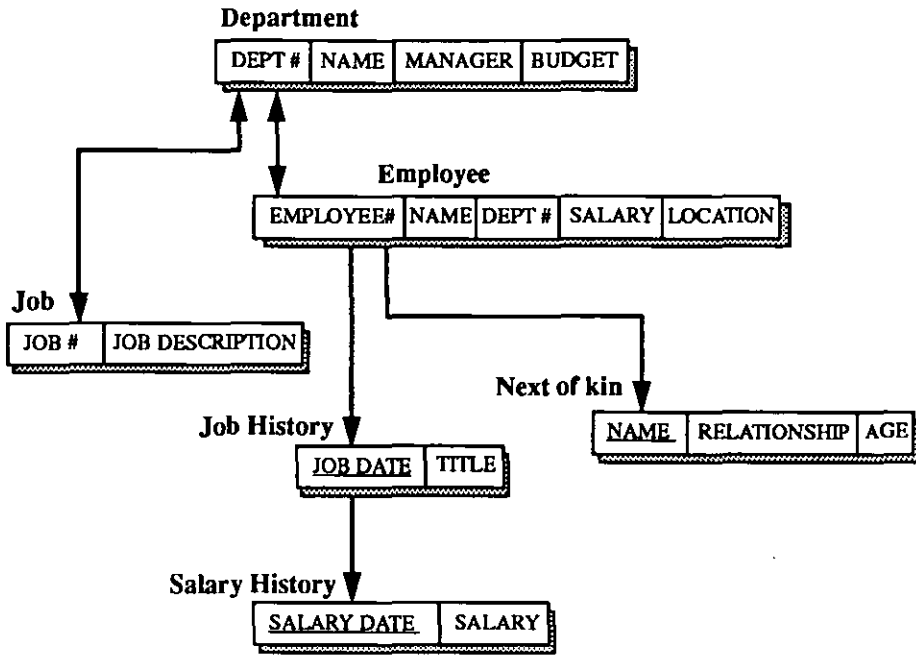 Department
DEPT # NAME MANAGER BUDGET
Employee
EMPLOYEE# NAME DEPT # SALARY LOCATION
Job
JOB # JOB DESCRIPTION
Next of kin
NAME RELATIONSHIP AGE
Job History
JOB DATE TITLE
Salary History
SALARY DATE SALARY